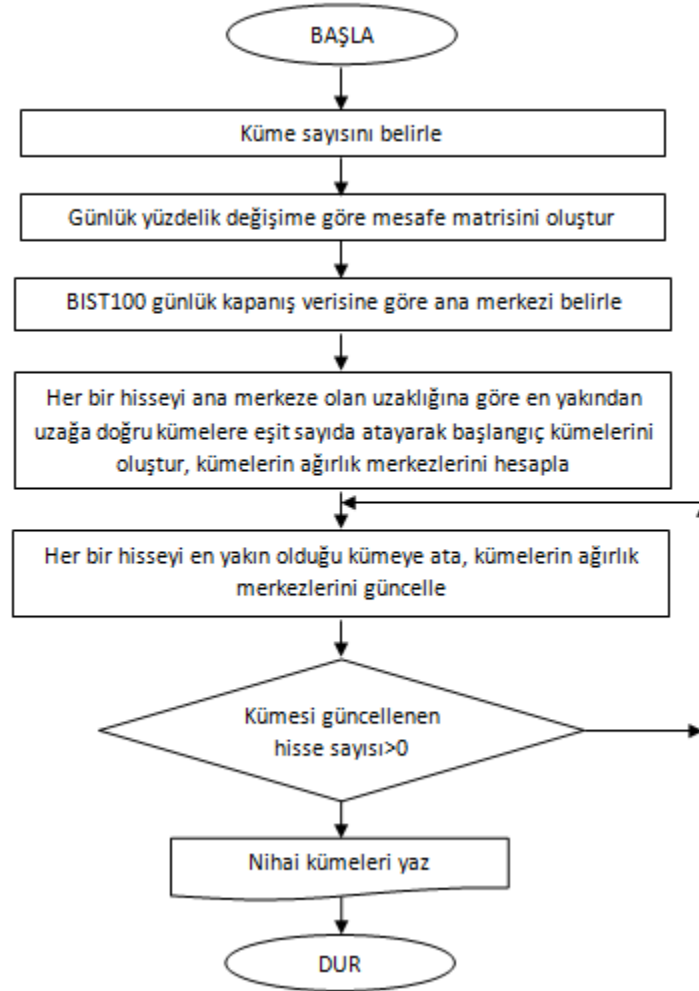 BAŞLA
Küme sayısını belirle
Günlük yüzdelik değişime göre mesafe matrisini oluştur
BIST100 günlük kapanış verisine göre ana merkezi belirle
Her bir hisseyi ana merkeze olan uzaklığına göre en yakından
uzağa doğru kümelere eşit sayıda atayarak başlangıç kümelerini
oluştur, kümelerin ağırlık merkezlerini hesapla
Her bir hisseyi en yakın olduğu kümeye ata, kümelerin ağırlık
merkezlerini güncelle
Kümesi güncellenen
hisse sayısı>0
Nihai kümeleri yaz
DUR